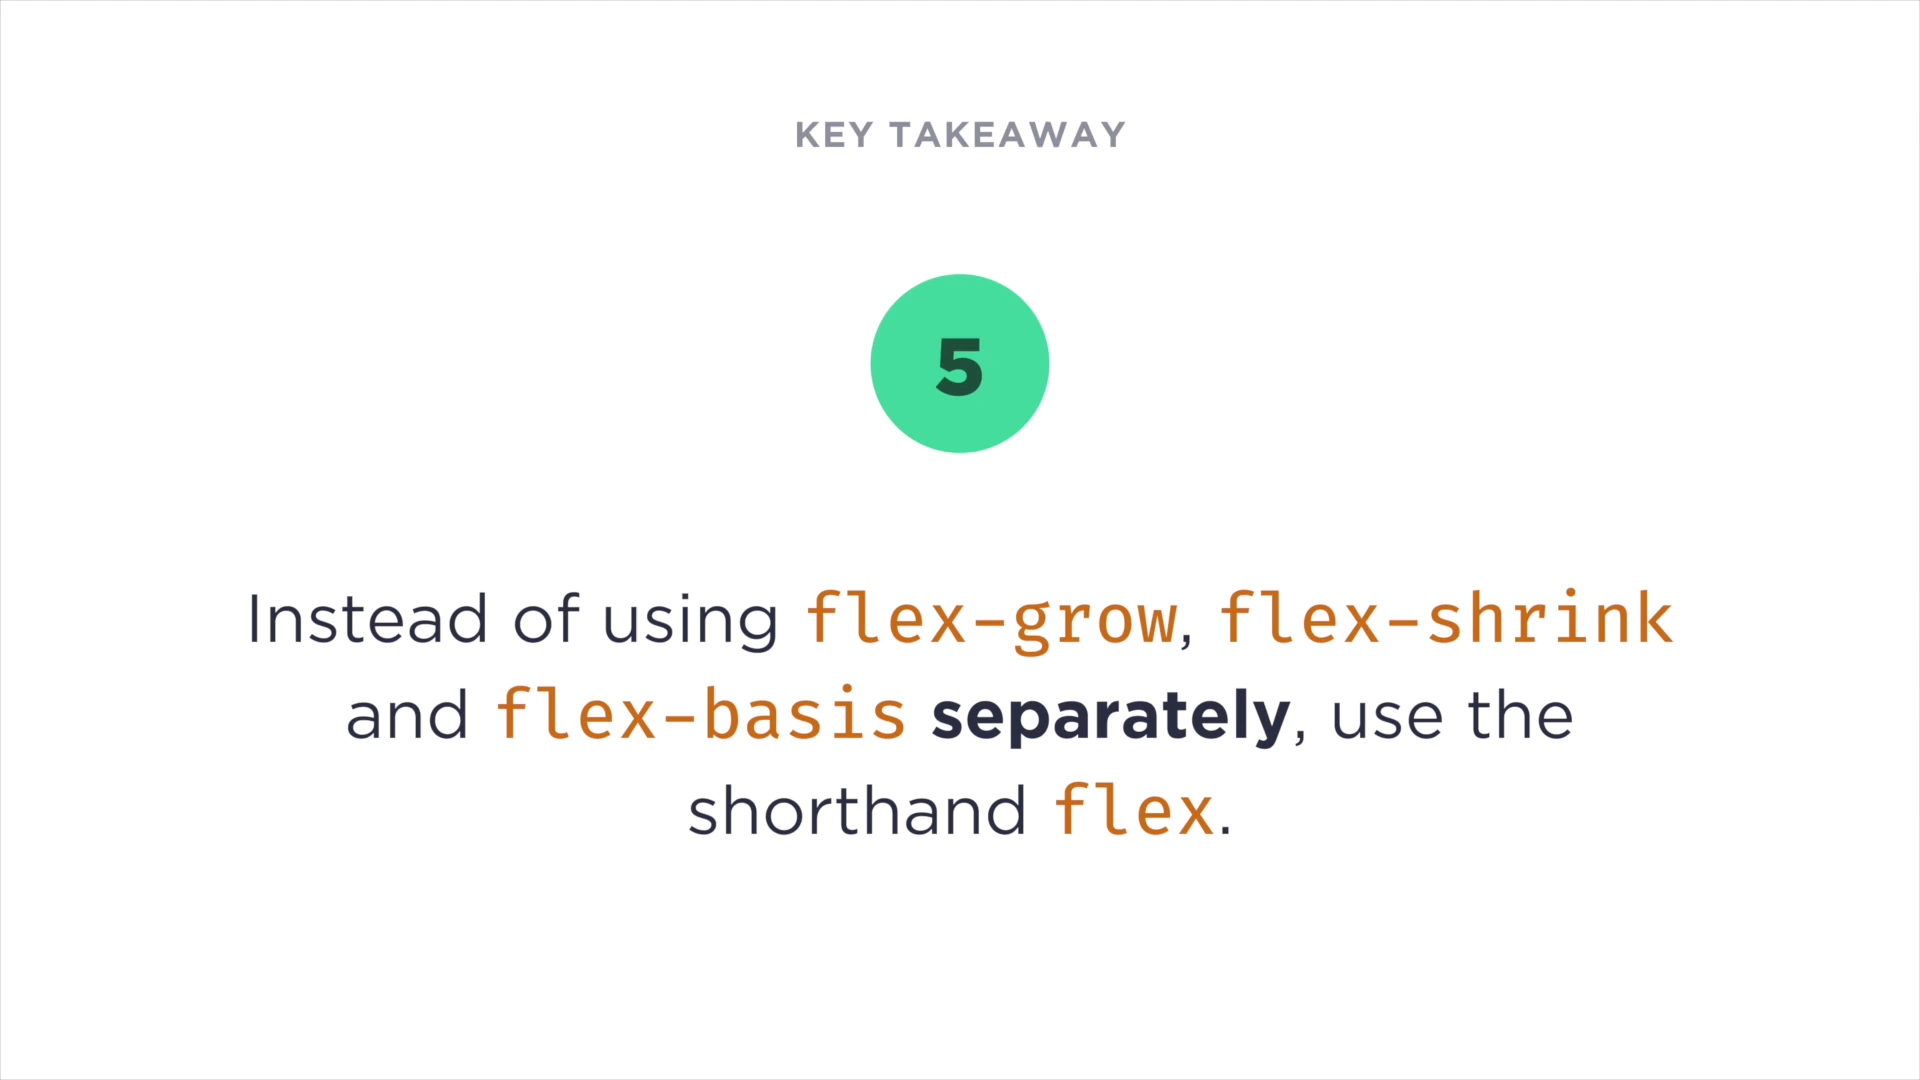 KEY TAKEAWAY
5
Instead of using flex-grow, flex-shrink
and flex-basis separately, use the
shorthand flex.